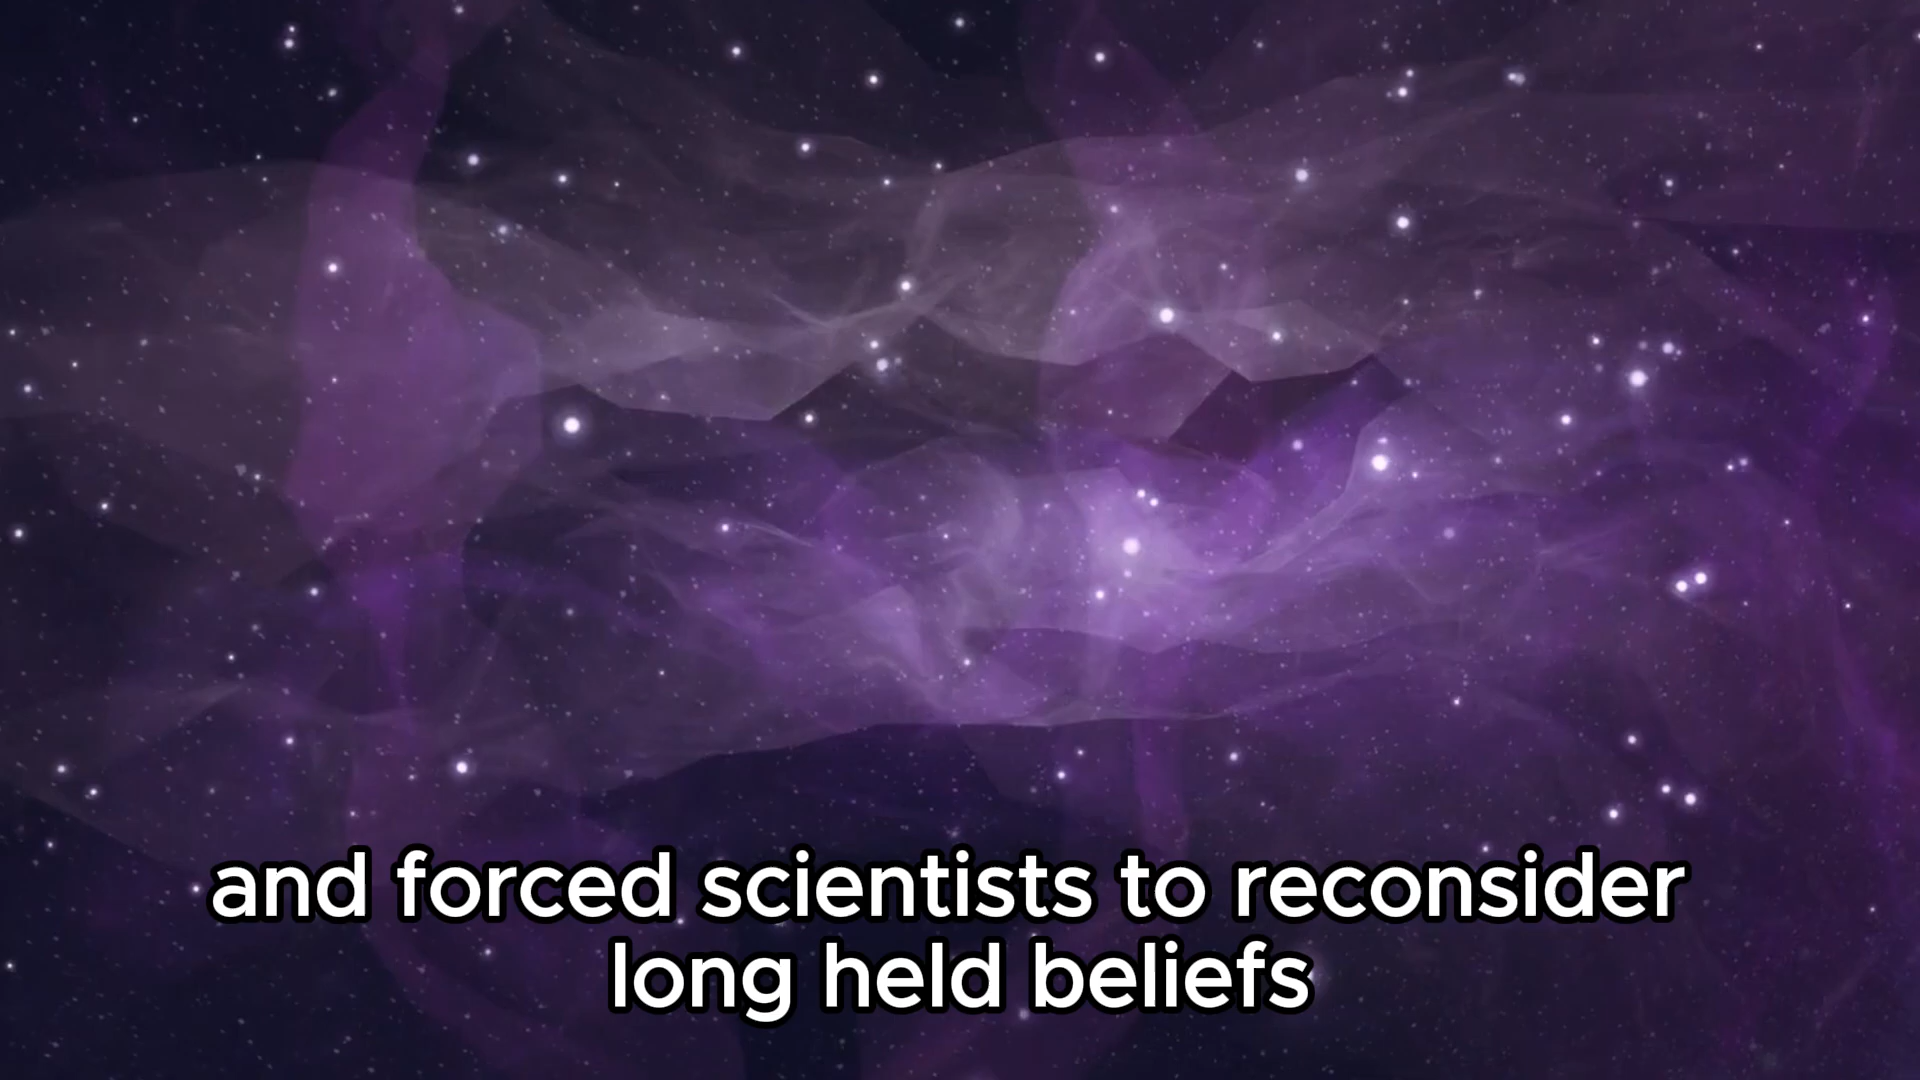 and forced scientists to reconsider
long held beliefs